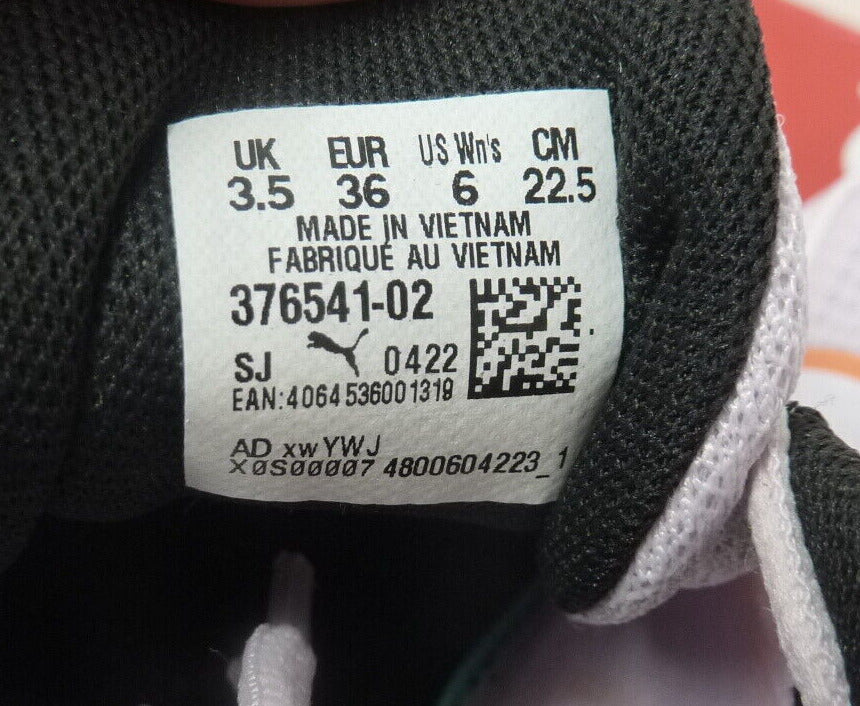 UK EUR US Wn's CM
3.5 36 6 22.5
MADE IN VIETNAM
FABRIQUÉ AU VIETNAM
376541-02
SJ 0422
EAN:4064536001319
AD xwYWJ
X0S00007 4800604223_1